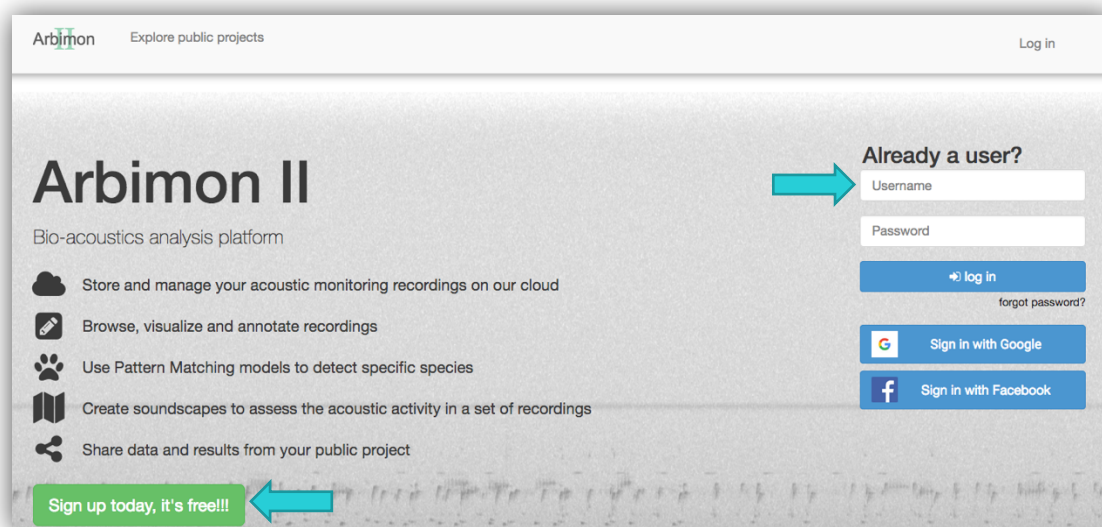 Arbimon II
Explore public projects
Log in
Arbimon II
Bio-acoustics analysis platform
Store and manage your acoustic monitoring recordings on our cloud
Browse, visualize and annotate recordings
Use Pattern Matching models to detect specific species
Create soundscapes to assess the acoustic activity in a set of recordings
Share data and results from your public project
Sign up today, it's free!!!
Already a user?
Username
Password
log in
forgot password?
G
Sign in with Google
f
Sign in with Facebook